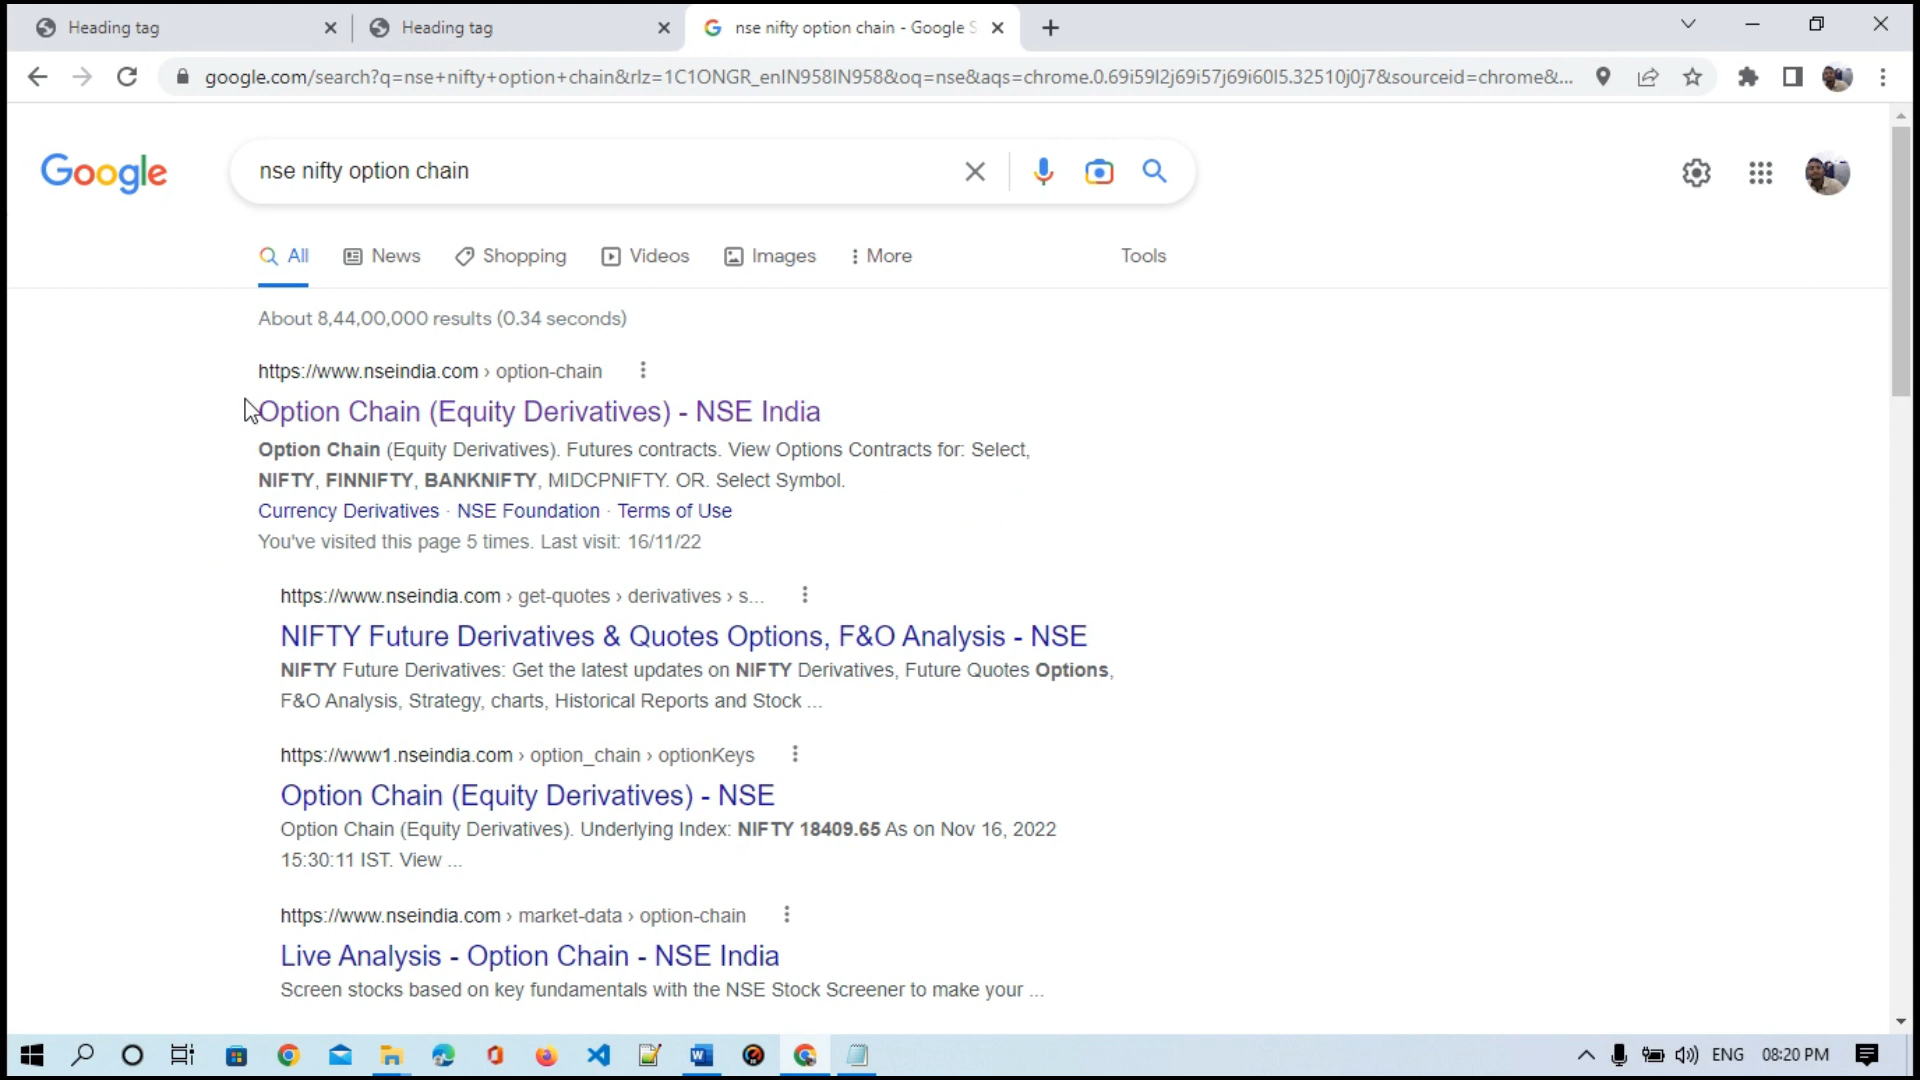 Heading tag
Heading tag
nse nifty option chain - Google S
google.com/search?q=nse+nifty+option+chain&rlz=1C1ONGR_enIN958IN958&oq=nse&aqs=chrome.0.69i59l2j69i57j69i60l5.32510j0j7&sourceid=chrome&...
Google
nse nifty option chain
All
News
Shopping
Videos
Images
More
Tools
About 8,44,00,000 results (0.34 seconds)
https://www.nseindia.com › option-chain
Option Chain (Equity Derivatives) - NSE India
Option Chain (Equity Derivatives). Futures contracts. View Options Contracts for: Select,
NIFTY, FINNIFTY, BANKNIFTY, MIDCPNIFTY. OR. Select Symbol.
Currency Derivatives · NSE Foundation · Terms of Use
You've visited this page 5 times. Last visit: 16/11/22
https://www.nseindia.com › get-quotes › derivatives › s...
NIFTY Future Derivatives & Quotes Options, F&O Analysis - NSE
NIFTY Future Derivatives: Get the latest updates on NIFTY Derivatives, Future Quotes Options,
F&O Analysis, Strategy, charts, Historical Reports and Stock ...
https://www1.nseindia.com › option_chain › optionKeys
Option Chain (Equity Derivatives) - NSE
Option Chain (Equity Derivatives). Underlying Index: NIFTY 18409.65 As on Nov 16, 2022
15:30:11 IST. View ...
https://www.nseindia.com › market-data › option-chain
Live Analysis - Option Chain - NSE India
Screen stocks based on key fundamentals with the NSE Stock Screener to make your ...
ENG
08:20 PM